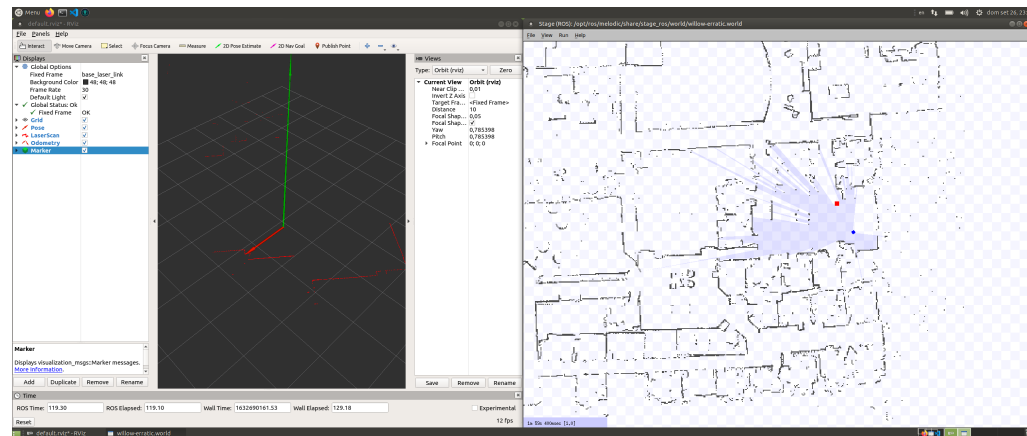 Menu
en
dom set 26, 23
default.rviz* - RViz
Stage (ROS): /opt/ros/melodic/share/stage_ros/world/willow-erratic.world
File Panels Help
File View Run Help
Interact Move Camera Select Focus Camera Measure 2D Pose Estimate 2D Nav Goal Publish Point
Displays
Global Options
Fixed Frame base_laser_link
Background Color 48; 48; 48
Frame Rate 30
Default Light
Global Status: Ok
Fixed Frame OK
Grid
Pose
LaserScan
Odometry
Marker
Marker
Displays visualization_msgs::Marker messages.
More Information.
Add Duplicate Remove Rename
Views
Type: Orbit (rviz) Zero
Current View Orbit (rviz)
Near Clip ... 0,01
Invert Z Axis
Target Fra... <Fixed Frame>
Distance 10
Focal Shap... 0,05
Focal Shap...
Yaw 0,785398
Pitch 0,785398
Focal Point 0; 0; 0
Save Remove Rename
Time
ROS Time: 119.30 ROS Elapsed: 119.10 Wall Time: 1632690161.53 Wall Elapsed: 129.18 Experimental
Reset 12 fps
1m 59s 400msec [1.0]
default.rviz* - RViz willow-erratic.world